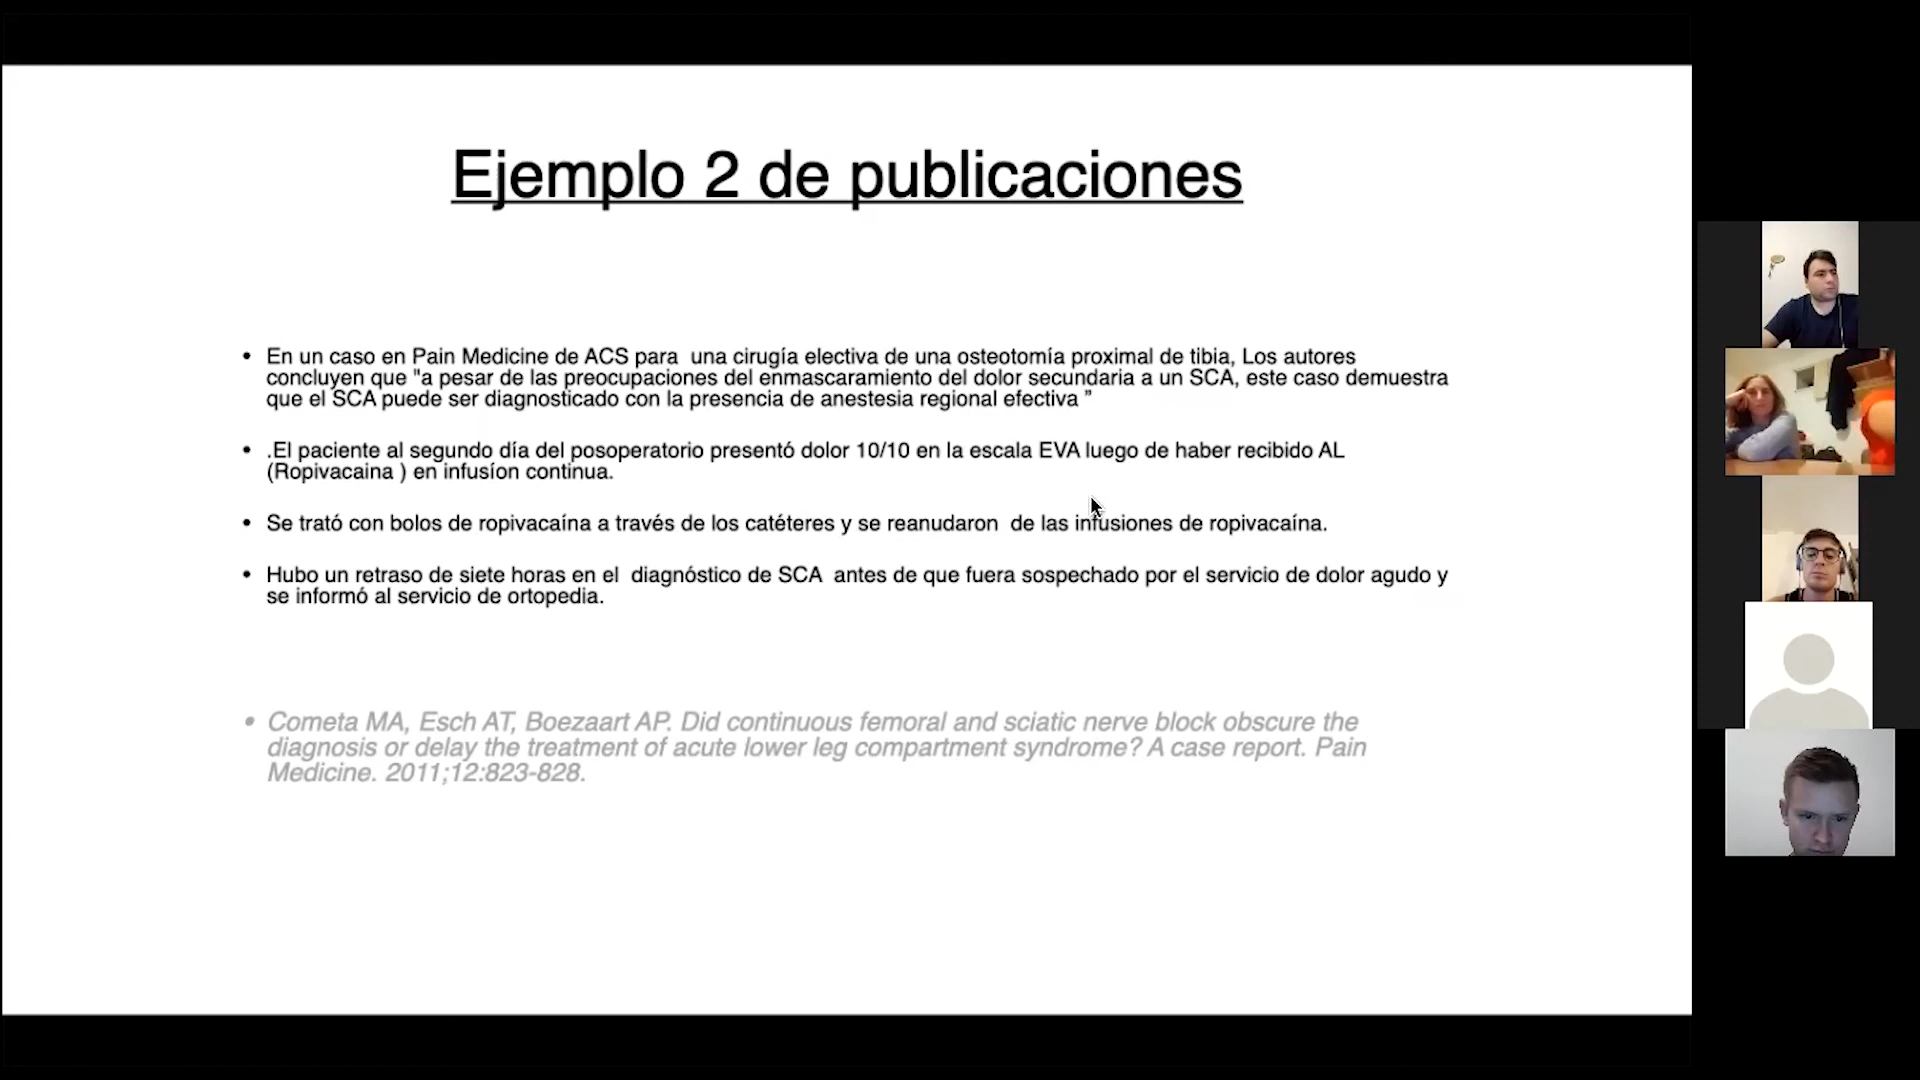 Ejemplo 2 de publicaciones
• En un caso en Pain Medicine de ACS para  una cirugía electiva de una osteotomía proximal de tibia, Los autores
concluyen que "a pesar de las preocupaciones del enmascaramiento del dolor secundaria a un SCA, este caso demuestra
que el SCA puede ser diagnosticado con la presencia de anestesia regional efectiva ”
• .El paciente al segundo día del posoperatorio presentó dolor 10/10 en la escala EVA luego de haber recibido AL
(Ropivacaina ) en infusíon continua.
• Se trató con bolos de ropivacaína a través de los catéteres y se reanudaron  de las infusiones de ropivacaína.
• Hubo un retraso de siete horas en el  diagnóstico de SCA  antes de que fuera sospechado por el servicio de dolor agudo y
se informó al servicio de ortopedia.
• Cometa MA, Esch AT, Boezaart AP. Did continuous femoral and sciatic nerve block obscure the
diagnosis or delay the treatment of acute lower leg compartment syndrome? A case report. Pain
Medicine. 2011;12:823-828.